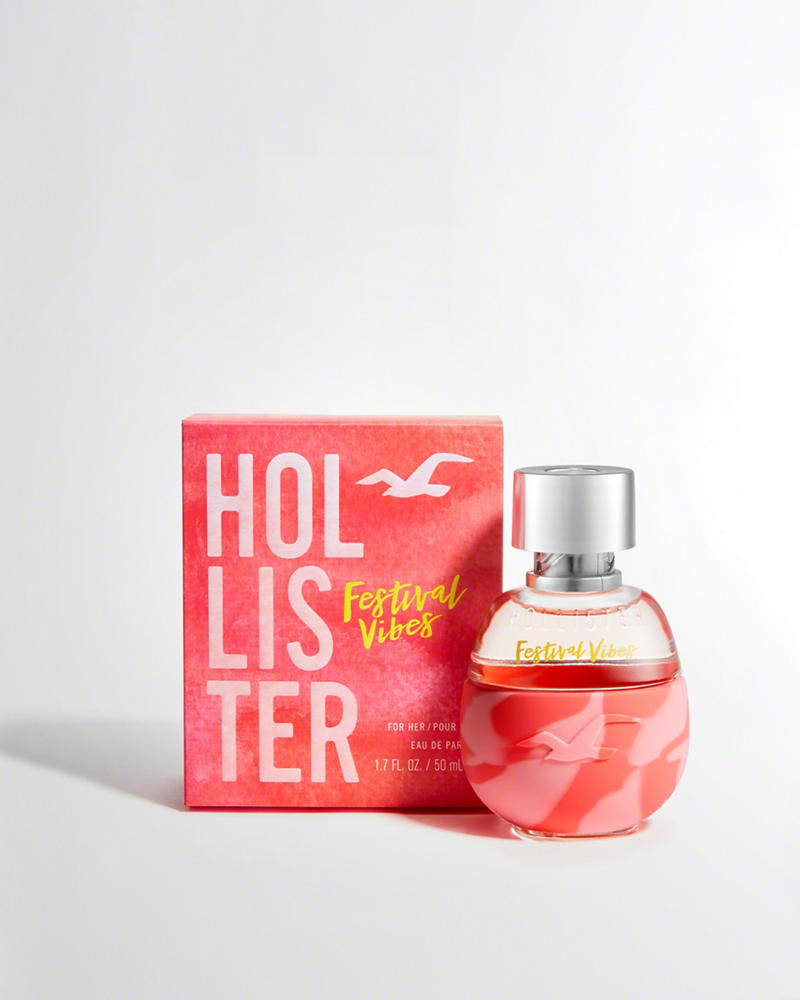 HOL
LIS
TER
Festival
Vibes
FOR HER / POUR
EAU DE
1.7 FL. OZ. / 50 mL
HOLLISTER
Festival Vibes